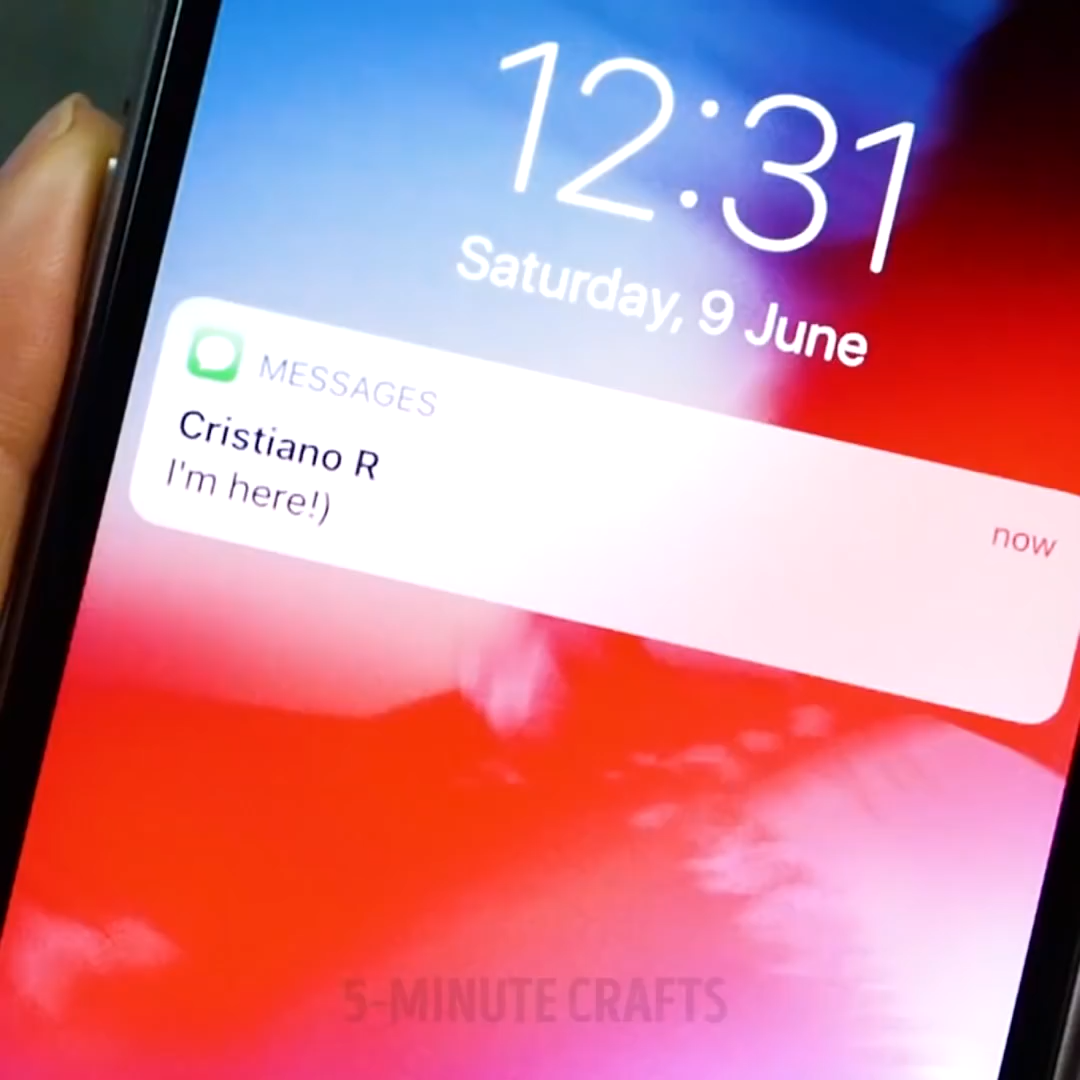 12:31
Saturday, 9 June
MESSAGES
Cristiano R
now
I'm here!)
5-MINUTE CRAFTS